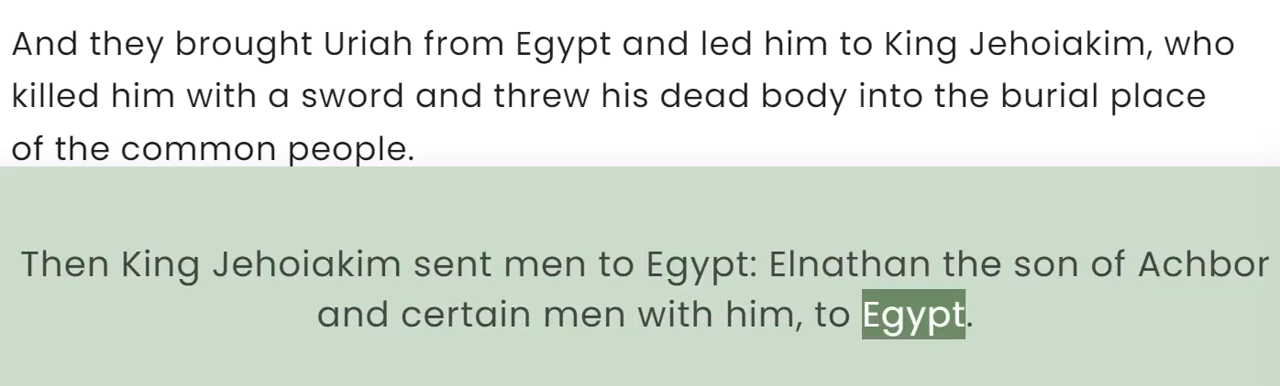 And they brought Uriah from Egypt and led him to King Jehoiakim, who
killed him with a sword and threw his dead body into the burial place
of the common people.
Then King Jehoiakim sent men to Egypt: Elnathan the son of Achbor
and certain men with him, to Egypt.